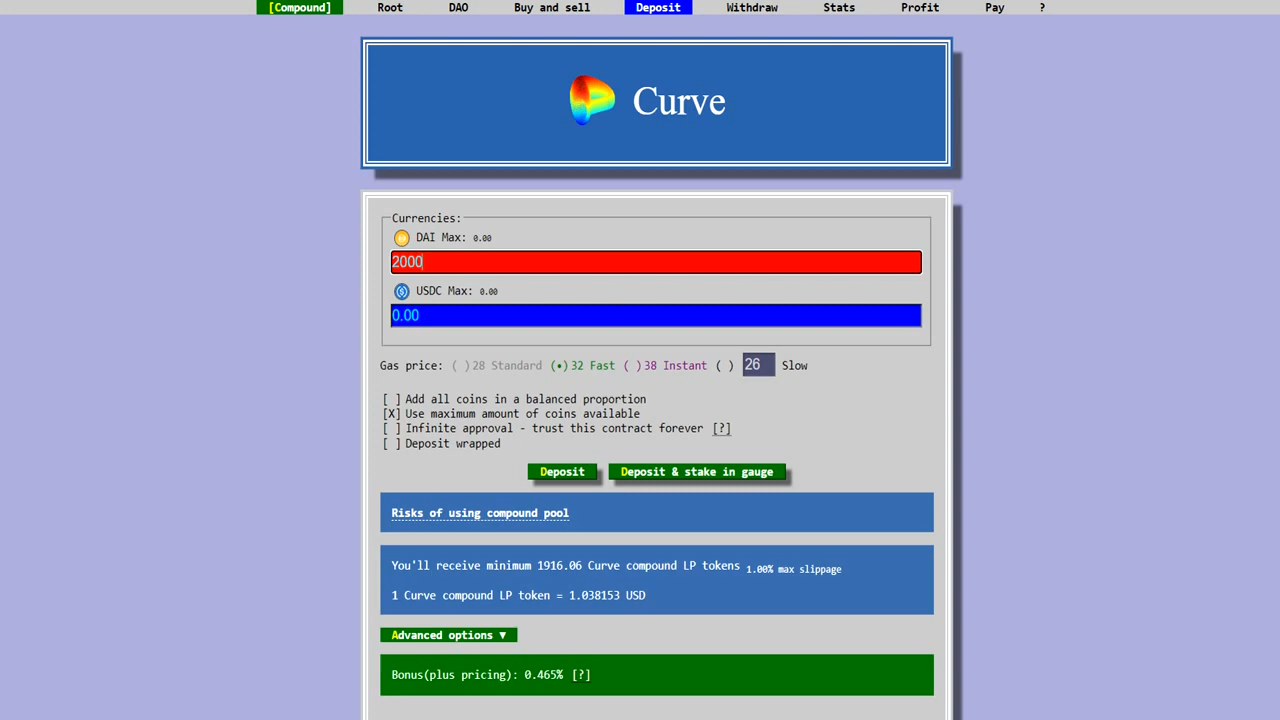 [Compound] Root DAO Buy and sell Deposit Withdraw Stats Profit Pay ?
Curve
Currencies:
DAI Max: 0.00
2000
USDC Max: 0.00
0.00
Gas price: ( )28 Standard (•)32 Fast ( )38 Instant ( ) 26 Slow
[ ] Add all coins in a balanced proportion
[X] Use maximum amount of coins available
[ ] Infinite approval - trust this contract forever [?]
[ ] Deposit wrapped
Deposit Deposit & stake in gauge
Risks of using compound pool
You'll receive minimum 1916.06 Curve compound LP tokens 1.00% max slippage
1 Curve compound LP token = 1.038153 USD
Advanced options ▼
Bonus(plus pricing): 0.465% [?]